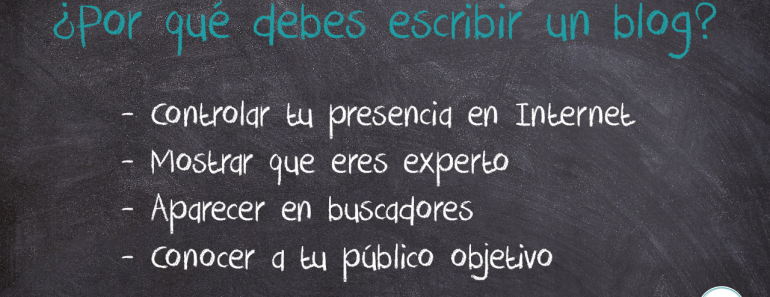 ¿Por qué debes escribir un blog?
- Controlar tu presencia en Internet
- Mostrar que eres experto
- Aparecer en buscadores
- Conocer a tu público objetivo